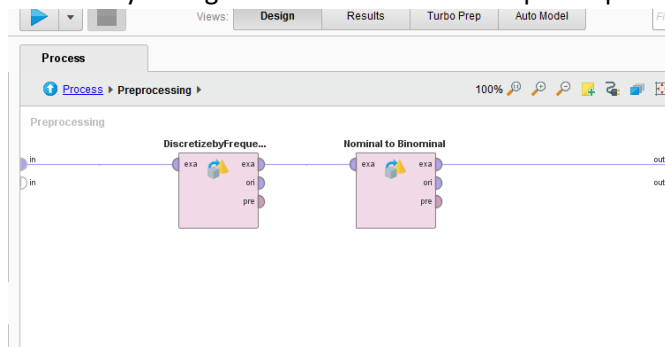 Views: Design Results Turbo Prep Auto Model
Process
Process ▸ Preprocessing ▸ 100%
Preprocessing
DiscretizebyFreque... Nominal to Binominal
in exa exa exa exa out
in ori ori out
pre pre